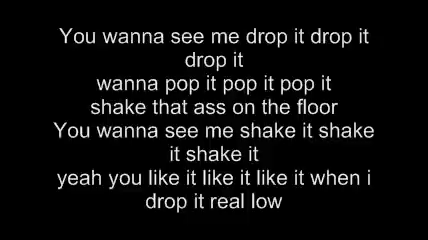 You wanna see me drop it drop it
drop it
wanna pop it pop it pop it
shake that ass on the floor
You wanna see me shake it shake
it shake it
yeah you like it like it like it when i
drop it real low